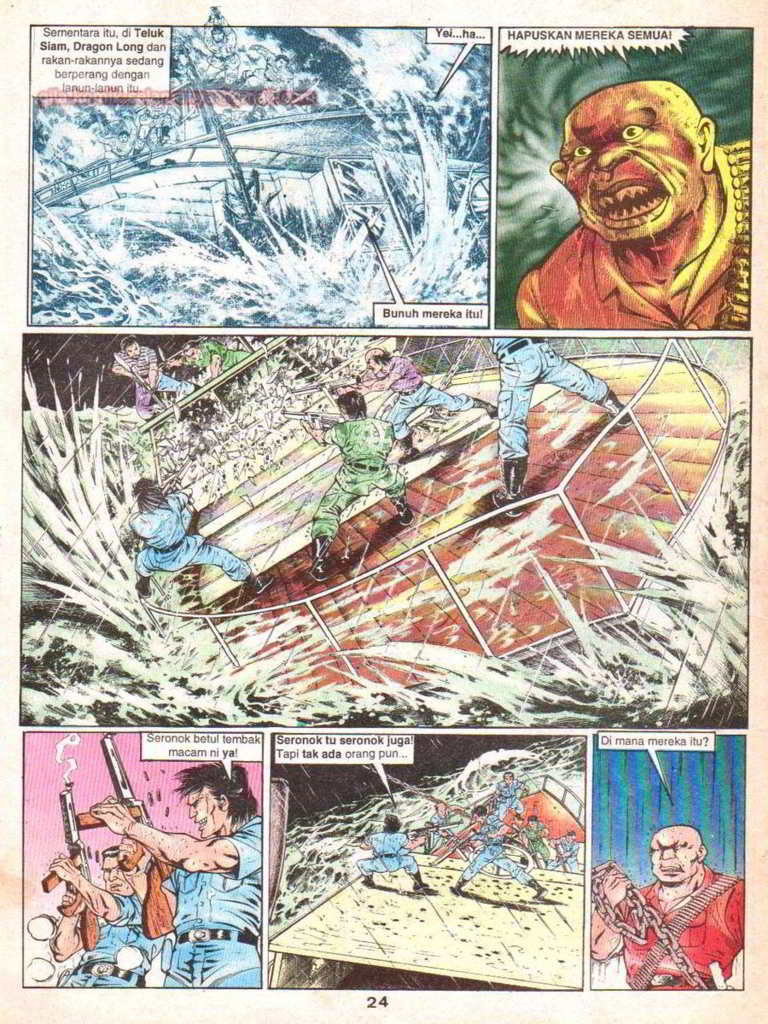 Sementara itu, di Teluk
Siam, Dragon Long dan
rakan-rakannya sedang
berperang dengan
lanun-lanun itu.
Yei...ha...
Bunuh mereka itu!
HAPUSKAN MEREKA SEMUA!
Seronok betul tembak
macam ni ya!
Seronok tu seronok juga!
Tapi tak ada orang pun...
Di mana mereka itu?
24